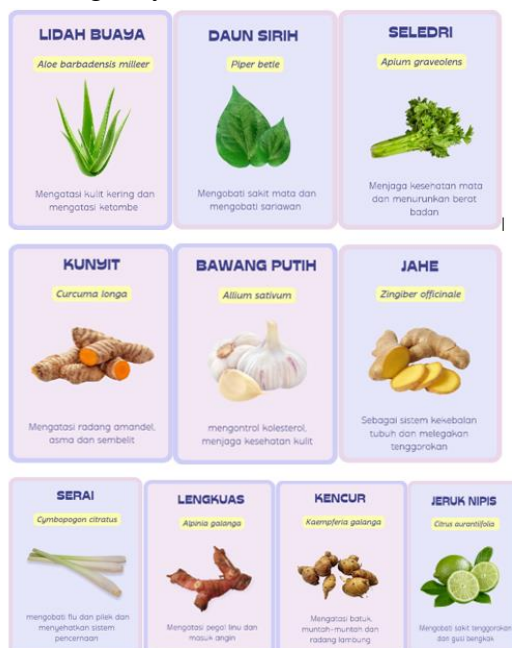 LIDAH BUAYA
Aloe barbadensis milleer
Mengatasi kulit kering dan
mengatasi ketombe
DAUN SIRIH
Piper betle
Mengobati sakit mata dan
mengobati sariawan
SELEDRI
Apium graveolens
Menjaga kesehatan mata
dan menurunkan berat
badan
KUNYIT
Curcuma longa
Mengatasi radang amandel,
asma dan sembelit
BAWANG PUTIH
Allium sativum
mengontrol kolesterol,
menjaga kesehatan kulit
JAHE
Zingiber officinale
Sebagai sistem kekebalan
tubuh dan melegakan
tenggorokan
SERAI
Cymbopogon citratus
mengobati flu dan pilek dan
menyehatkan sistem
pencernaan
LENGKUAS
Alpinia galanga
Mengatasi pegal linu dan
masuk angin
KENCUR
Kaempferia galanga
Mengatasi batuk,
muntah-muntah dan
radang lambung
JERUK NIPIS
Citrus aurantiifolia
Mengobati sakit tenggorokan
dan gusi bengkak